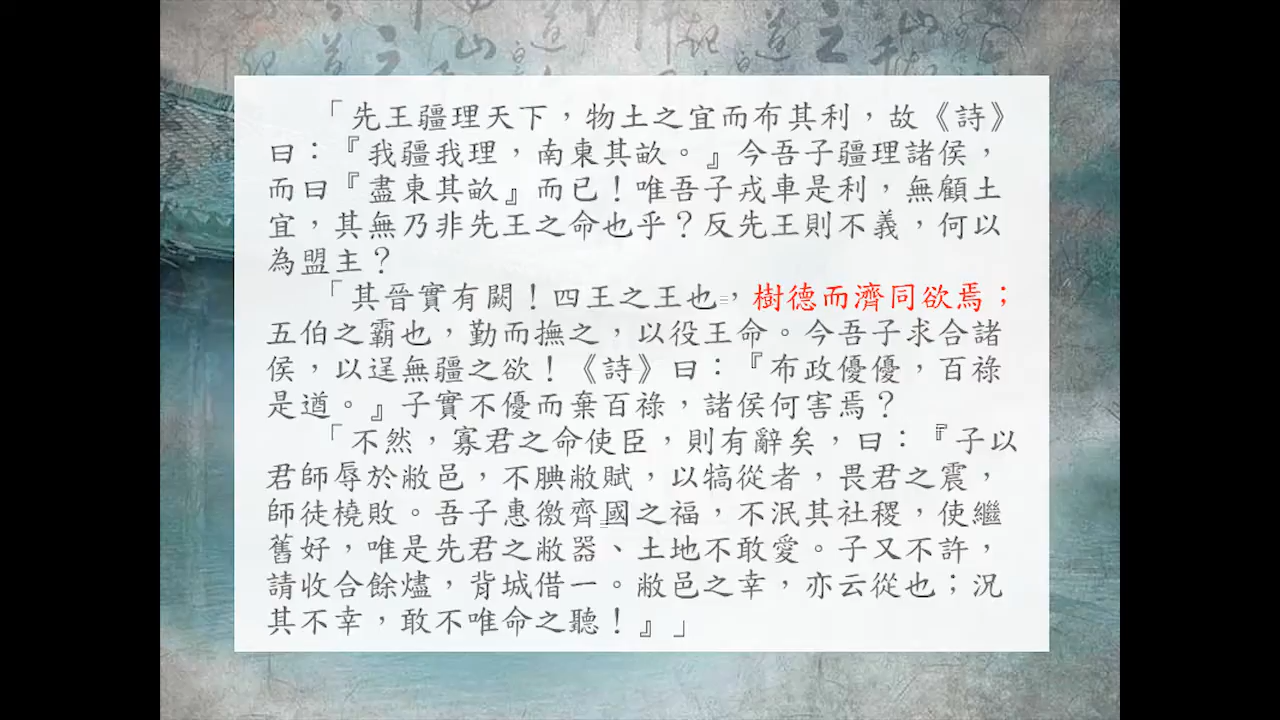 「先王疆理天下，物土之宜而布其利，故《詩》
曰：『我疆我理，南東其畝。』今吾子疆理諸侯，
而曰『盡東其畝』而已！唯吾子戎車是利，無顧土
宜，其無乃非先王之命也乎？反先王則不義，何以
為盟主？
「其晉實有闕！四王之王也，樹德而濟同欲焉；
五伯之霸也，勤而撫之，以役王命。今吾子求合諸
侯，以逞無疆之欲！《詩》曰：『布政優優，百祿
是遒。』子實不優而棄百祿，諸侯何害焉？
「不然，寡君之命使臣，則有辭矣，曰：『子以
君師辱於敝邑，不腆敝賦，以犒從者，畏君之震，
師徒橈敗。吾子惠徼齊國之福，不泯其社稷，使繼
舊好，唯是先君之敝器、土地不敢愛。子又不許，
請收合餘燼，背城借一。敝邑之幸，亦云從也；況
其不幸，敢不唯命之聽！』」